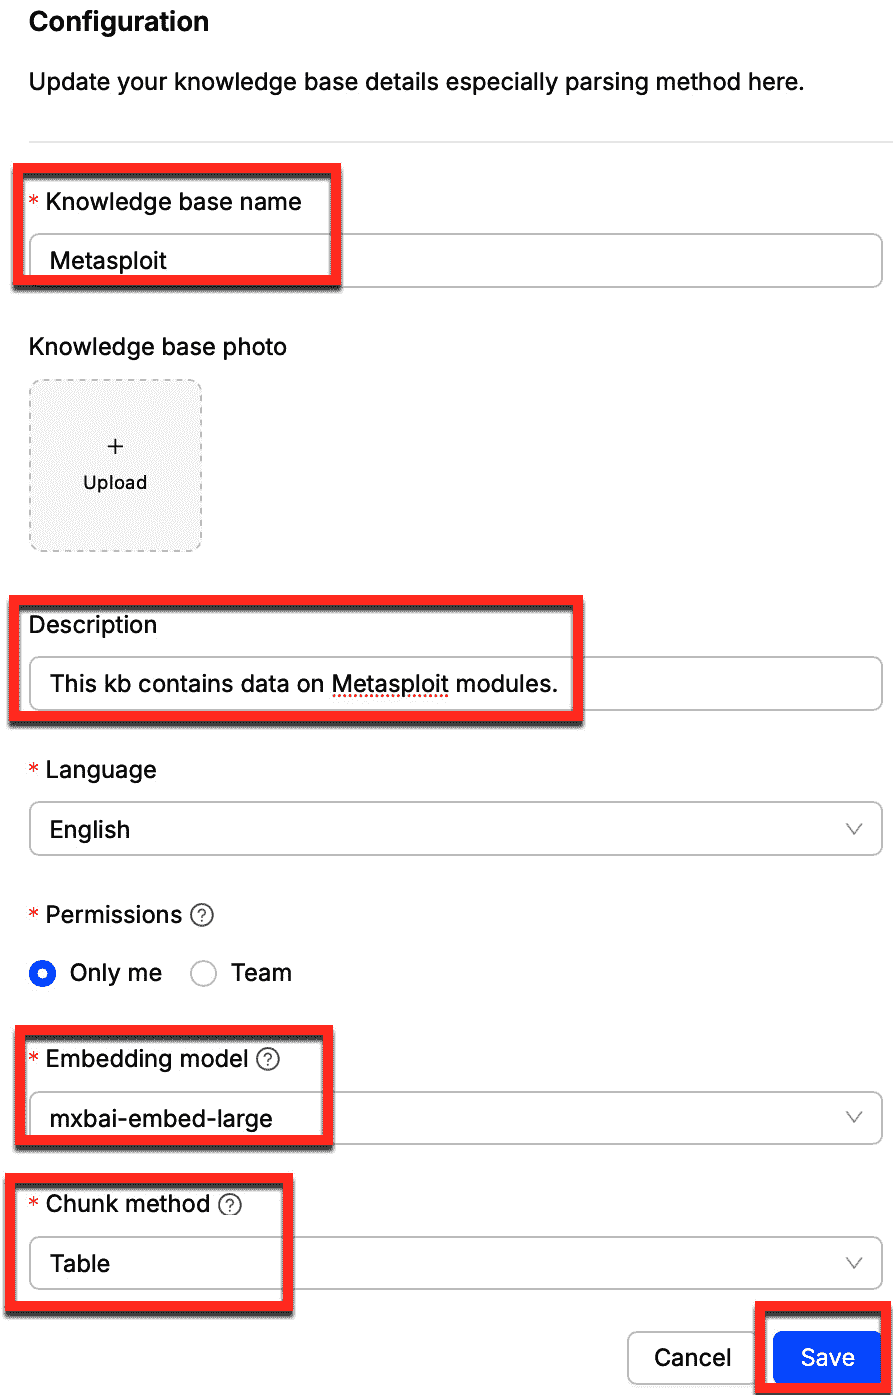 Configuration
Update your knowledge base details especially parsing method here.
* Knowledge base name
Metasploit
Knowledge base photo
+
Upload
Description
This kb contains data on Metasploit modules.
* Language
English
* Permissions ?
Only me Team
* Embedding model ?
mxbai-embed-large
* Chunk method ?
Table
Cancel Save